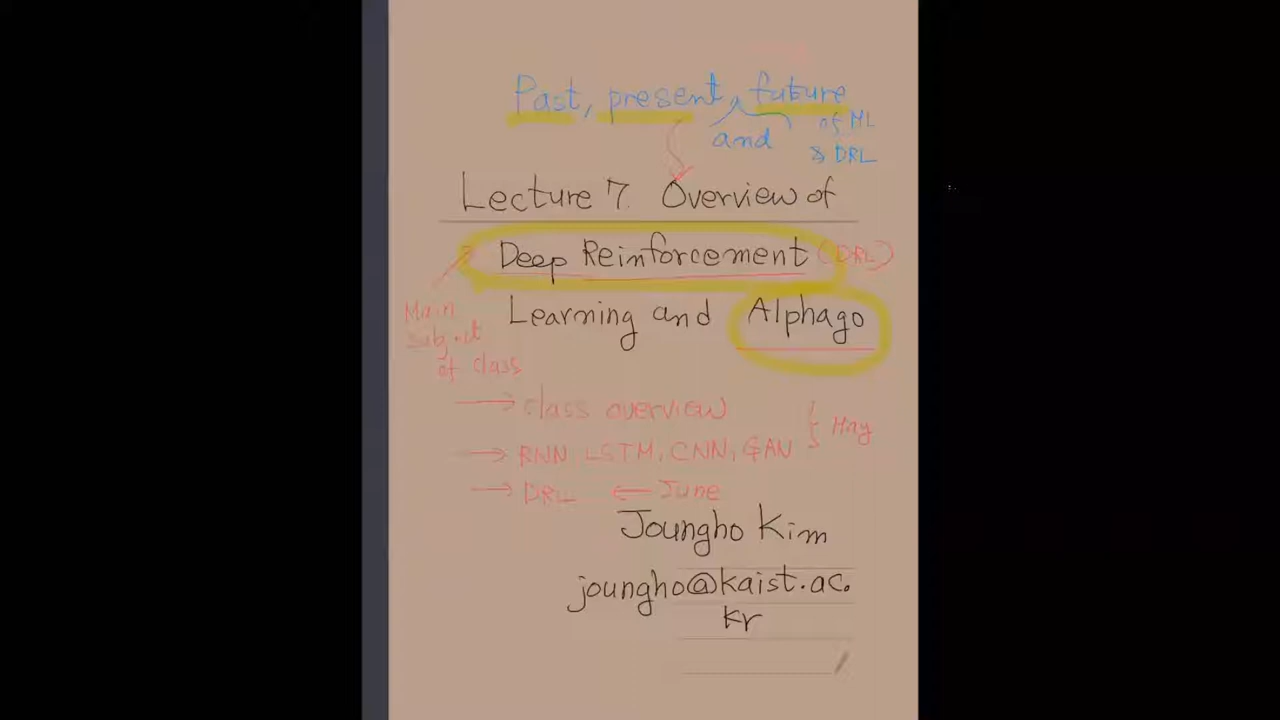 Past, present, future
and
of ML
& DRL
Lecture 7. Overview of
Deep Reinforcement (DRL)
Learning and Alphago
Main
subject
of class
→ class overview
→ RNN LSTM, CNN, GAN
May
→ DRL ← June
Joungho Kim
joungho@kaist.ac.
kr